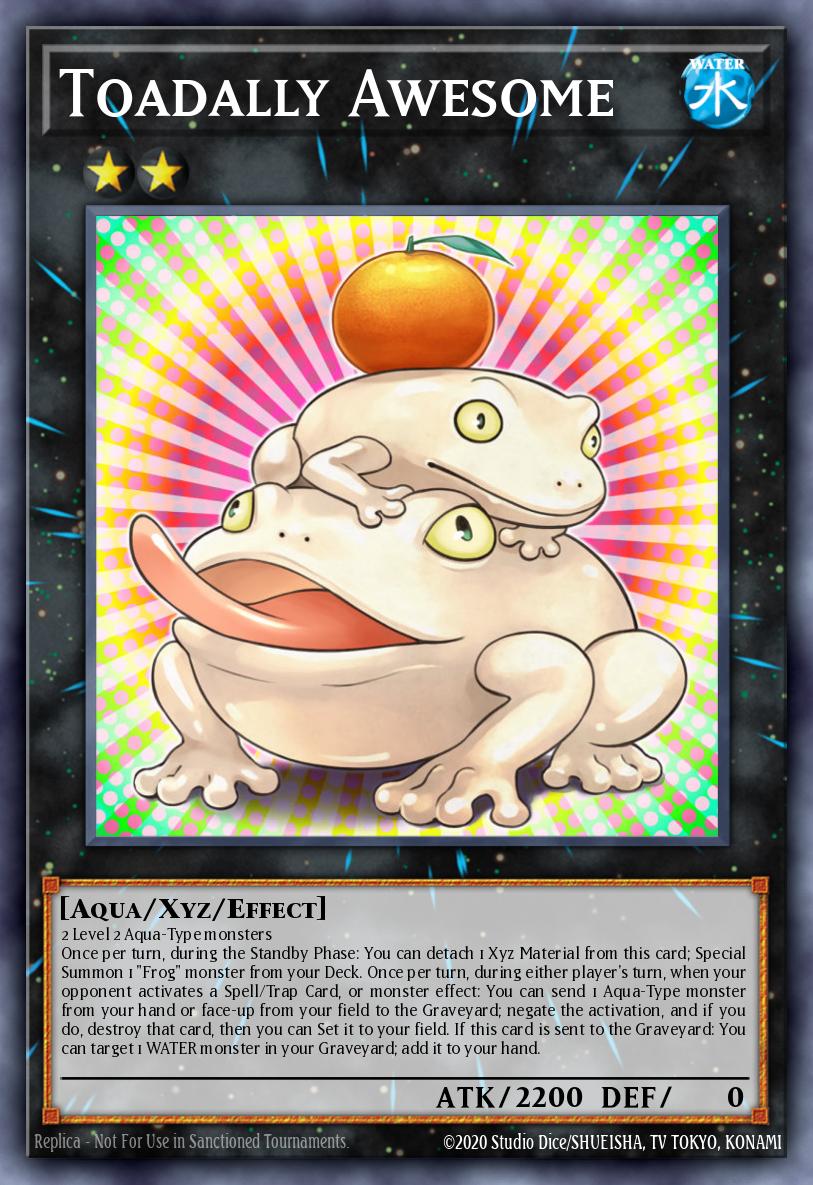 Toadally Awesome
WATER
水
[Aqua/Xyz/Effect]
2 Level 2 Aqua-Type monsters
Once per turn, during the Standby Phase: You can detach 1 Xyz Material from this card; Special
Summon 1 "Frog" monster from your Deck. Once per turn, during either player's turn, when your
opponent activates a Spell/Trap Card, or monster effect: You can send 1 Aqua-Type monster
from your hand or face-up from your field to the Graveyard; negate the activation, and if you
do, destroy that card, then you can Set it to your field. If this card is sent to the Graveyard: You
can target 1 WATER monster in your Graveyard; add it to your hand.
ATK/2200 DEF/ 0
Replica - Not For Use in Sanctioned Tournaments.
©2020 Studio Dice/SHUEISHA, TV TOKYO, KONAMI